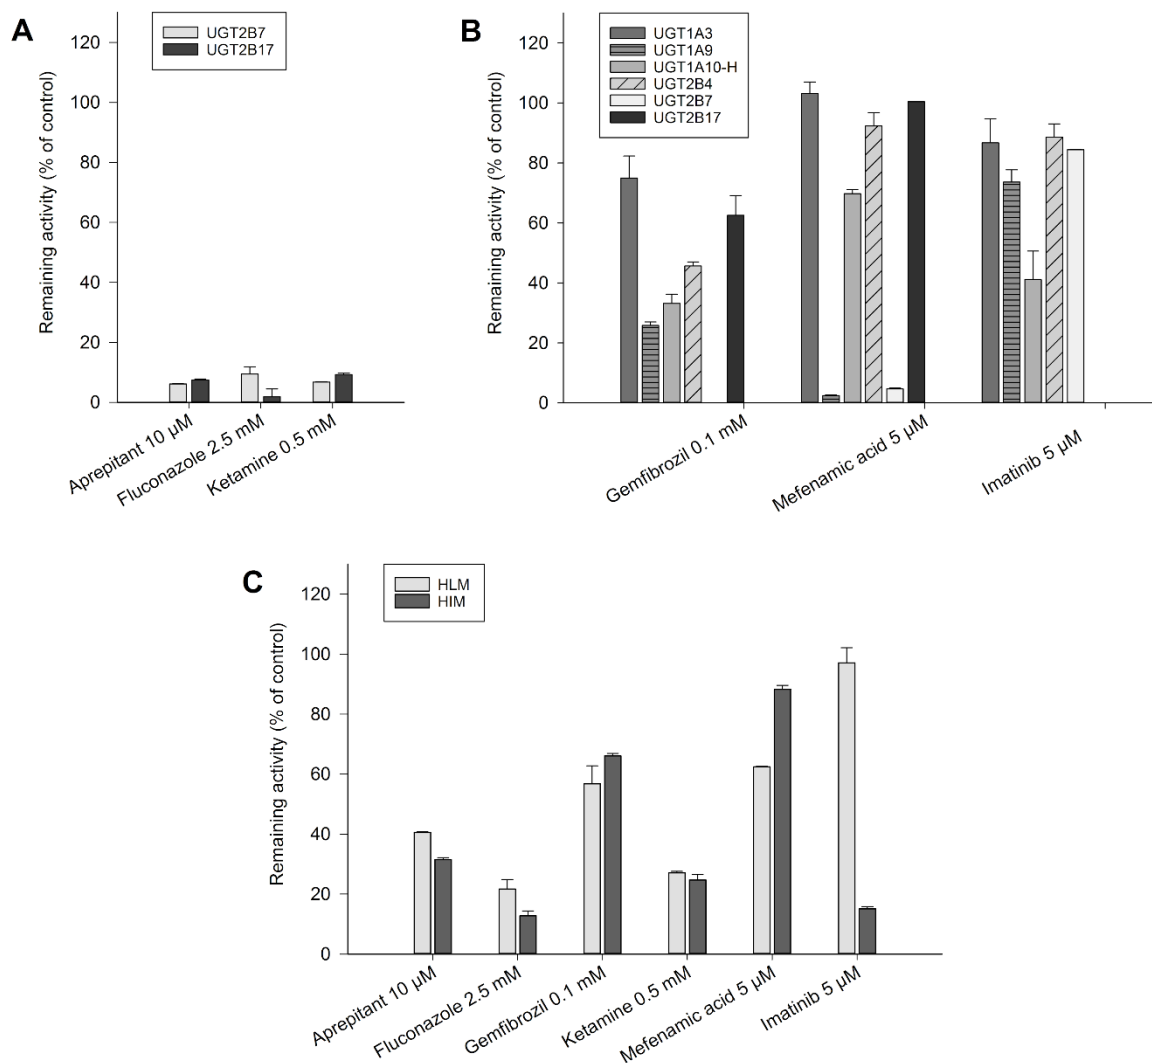 A
UGT2B7
UGT2B17
Remaining activity (% of control)
120
100
80
60
40
20
0
Aprepitant 10 µM
Fluconazole 2.5 mM
Ketamine 0.5 mM
B
UGT1A3
UGT1A9
UGT1A10-H
UGT2B4
UGT2B7
UGT2B17
Remaining activity (% of control)
120
100
80
60
40
20
0
Gemfibrozil 0.1 mM
Mefenamic acid 5 µM
Imatinib 5 µM
C
HLM
HIM
Remaining activity (% of control)
120
100
80
60
40
20
0
Aprepitant 10 µM
Fluconazole 2.5 mM
Gemfibrozil 0.1 mM
Ketamine 0.5 mM
Mefenamic acid 5 µM
Imatinib 5 µM